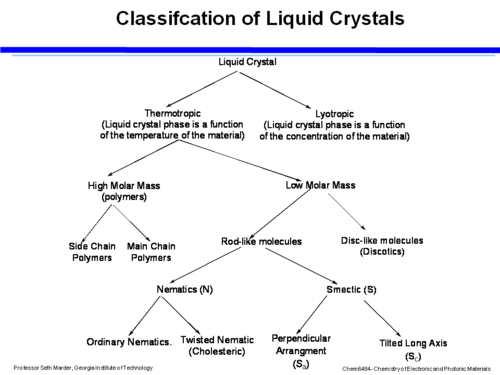 Classifcation of Liquid Crystals
Liquid Crystal
Thermotropic
(Liquid crystal phase is a function
of the temperature of the material)
Lyotropic
(Liquid crystal phase is a function
of the concentration of the material)
High Molar Mass
(polymers)
Low Molar Mass
Side Chain
Polymers
Main Chain
Polymers
Rod-like molecules
Disc-like molecules
(Discotics)
Nematics (N)
Smectic (S)
Ordinary Nematics.
Twisted Nematic
(Cholesteric)
Perpendicular
Arrangment
(Sa)
Tilted Long Axis
(Sc)
Professor Seth Marder, Georgia Institute of Technology
Chem 6484- Chemistry of Electronic and Photonic Materials